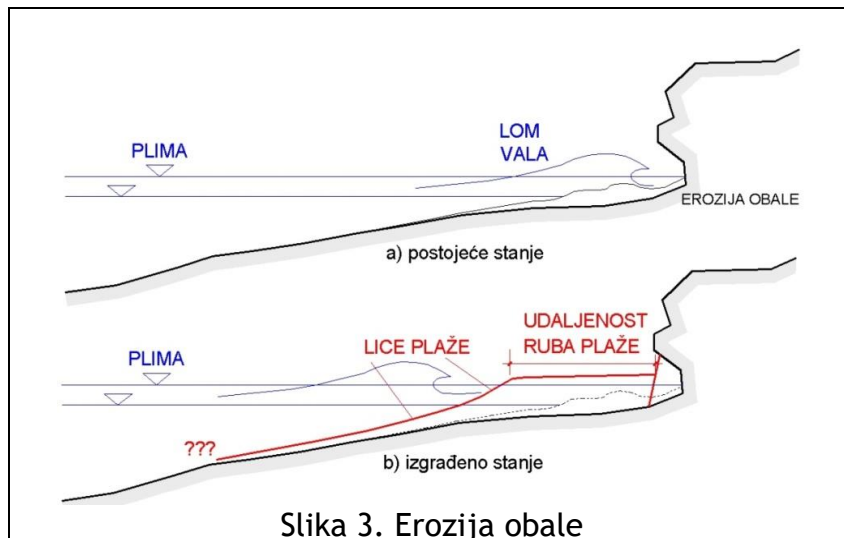 PLIMA
LOM
VALA
EROZIJA OBALE
a) postojeće stanje
UDALJENOST
RUBA PLAŽE
LICE PLAŽE
PLIMA
???
b) izgrađeno stanje
Slika 3. Erozija obale